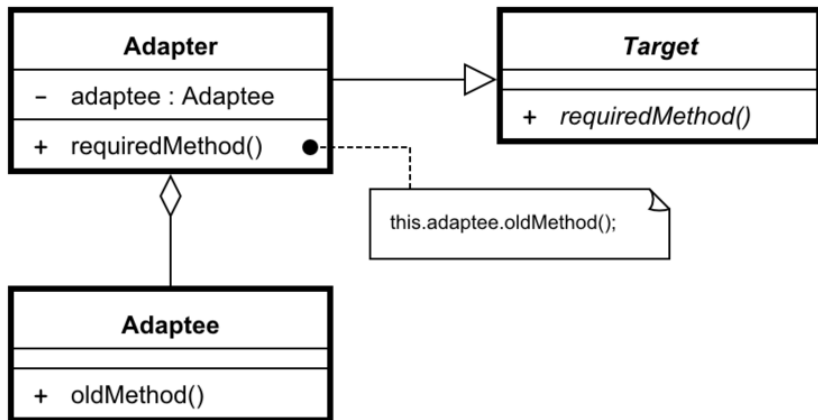 Adapter
- adaptee : Adaptee
+ requiredMethod()
Target
+ requiredMethod()
this.adaptee.oldMethod();
Adaptee
+ oldMethod()